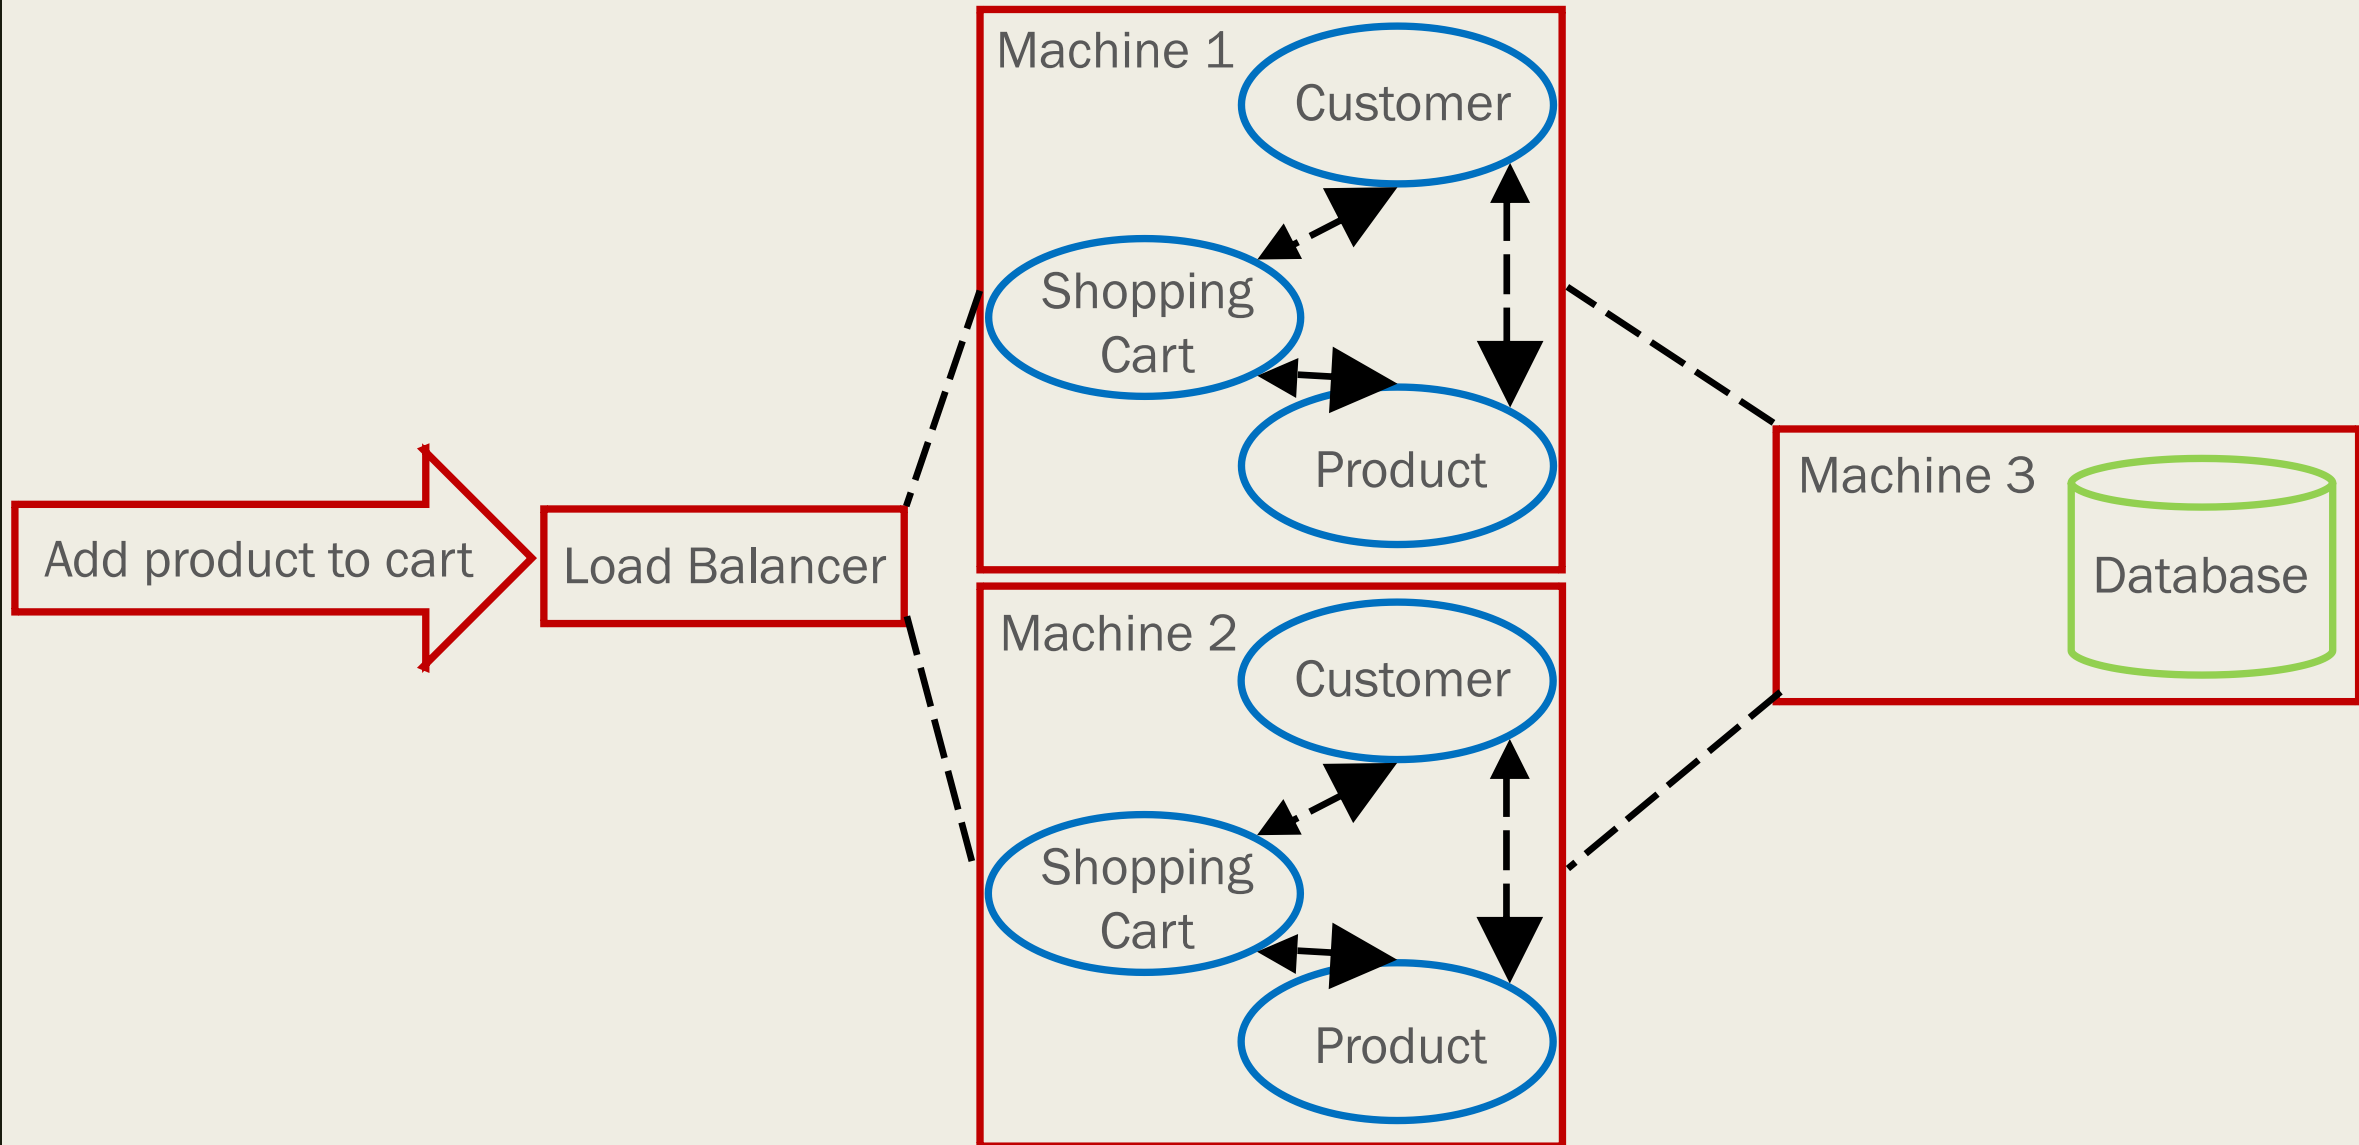 Add product to cart
Load Balancer
Machine 1
Customer
Shopping
Cart
Product
Machine 2
Customer
Shopping
Cart
Product
Machine 3
Database